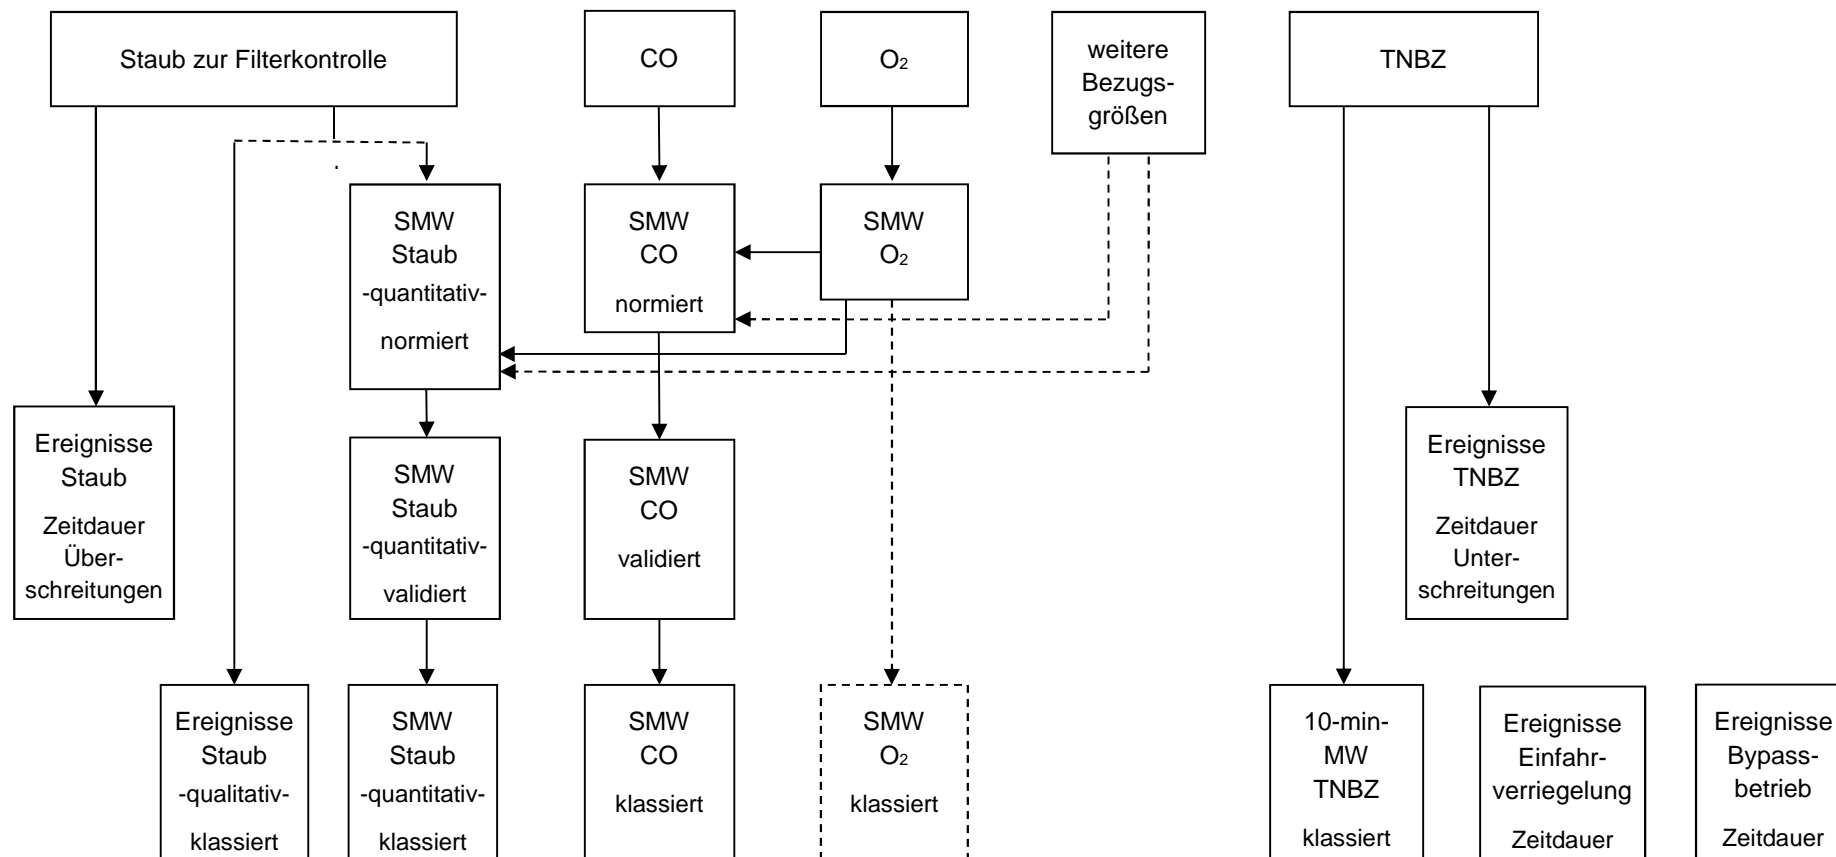 Staub zur Filterkontrolle
CO
O₂
weitere
Bezugs-
größen
TNBZ
SMW
Staub
-quantitativ-
normiert
SMW
CO
normiert
SMW
O₂
Ereignisse
Staub
Zeitdauer
Über-
schreitungen
SMW
Staub
-quantitativ-
validiert
SMW
CO
validiert
Ereignisse
TNBZ
Zeitdauer
Unter-
schreitungen
Ereignisse
Staub
-qualitativ-
klassiert
SMW
Staub
-quantitativ-
klassiert
SMW
CO
klassiert
SMW
O₂
klassiert
10-min-
MW
TNBZ
klassiert
Ereignisse
Einfahr-
verriegelung
Zeitdauer
Ereignisse
Bypass-
betrieb
Zeitdauer